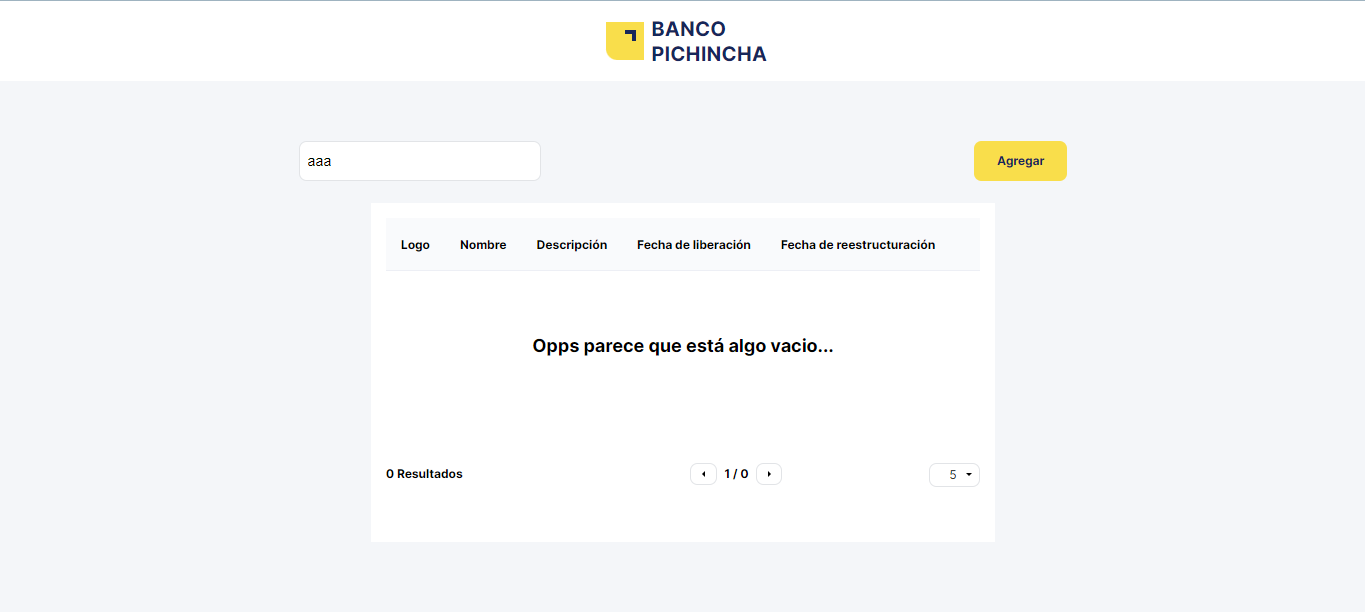 BANCO
PICHINCHA
aaa
Agregar
Logo Nombre Descripción Fecha de liberación Fecha de reestructuración
Opps parece que está algo vacio...
0 Resultados 1 / 0 5